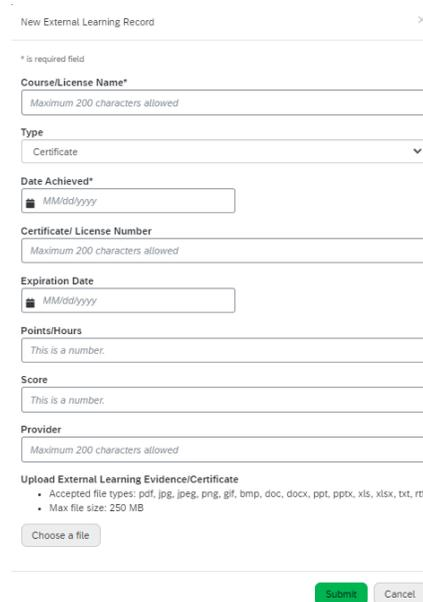 New External Learning Record
* is required field
Course/License Name*
Maximum 200 characters allowed
Type
Certificate
Date Achieved*
MM/dd/yyyy
Certificate/ License Number
Maximum 200 characters allowed
Expiration Date
MM/dd/yyyy
Points/Hours
This is a number.
Score
This is a number.
Provider
Maximum 200 characters allowed
Upload External Learning Evidence/Certificate
• Accepted file types: pdf, jpg, jpeg, png, gif, bmp, doc, docx, ppt, pptx, xls, xlsx, txt,
• Max file size: 250 MB
Choose a file
Submit Cancel